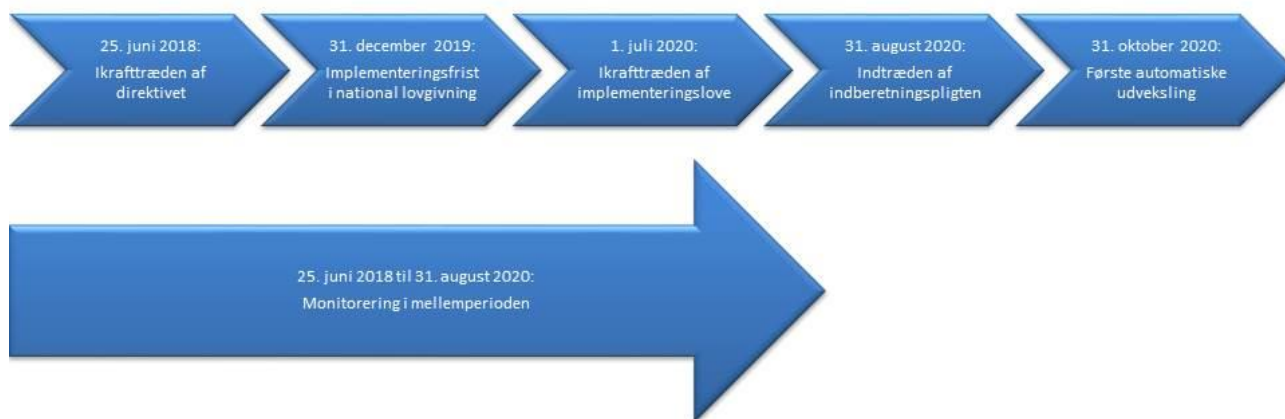 25. juni 2018:
Ikrafttræden af
direktivet
31. december 2019:
Implementeringsfrist
i national lovgivning
1. juli 2020:
Ikrafttræden af
implementeringslove
31. august 2020:
Indtræden af
indberetningspligten
31. oktober 2020:
Første automatiske
udveksling
25. juni 2018 til 31. august 2020:
Monitorering i mellemperioden